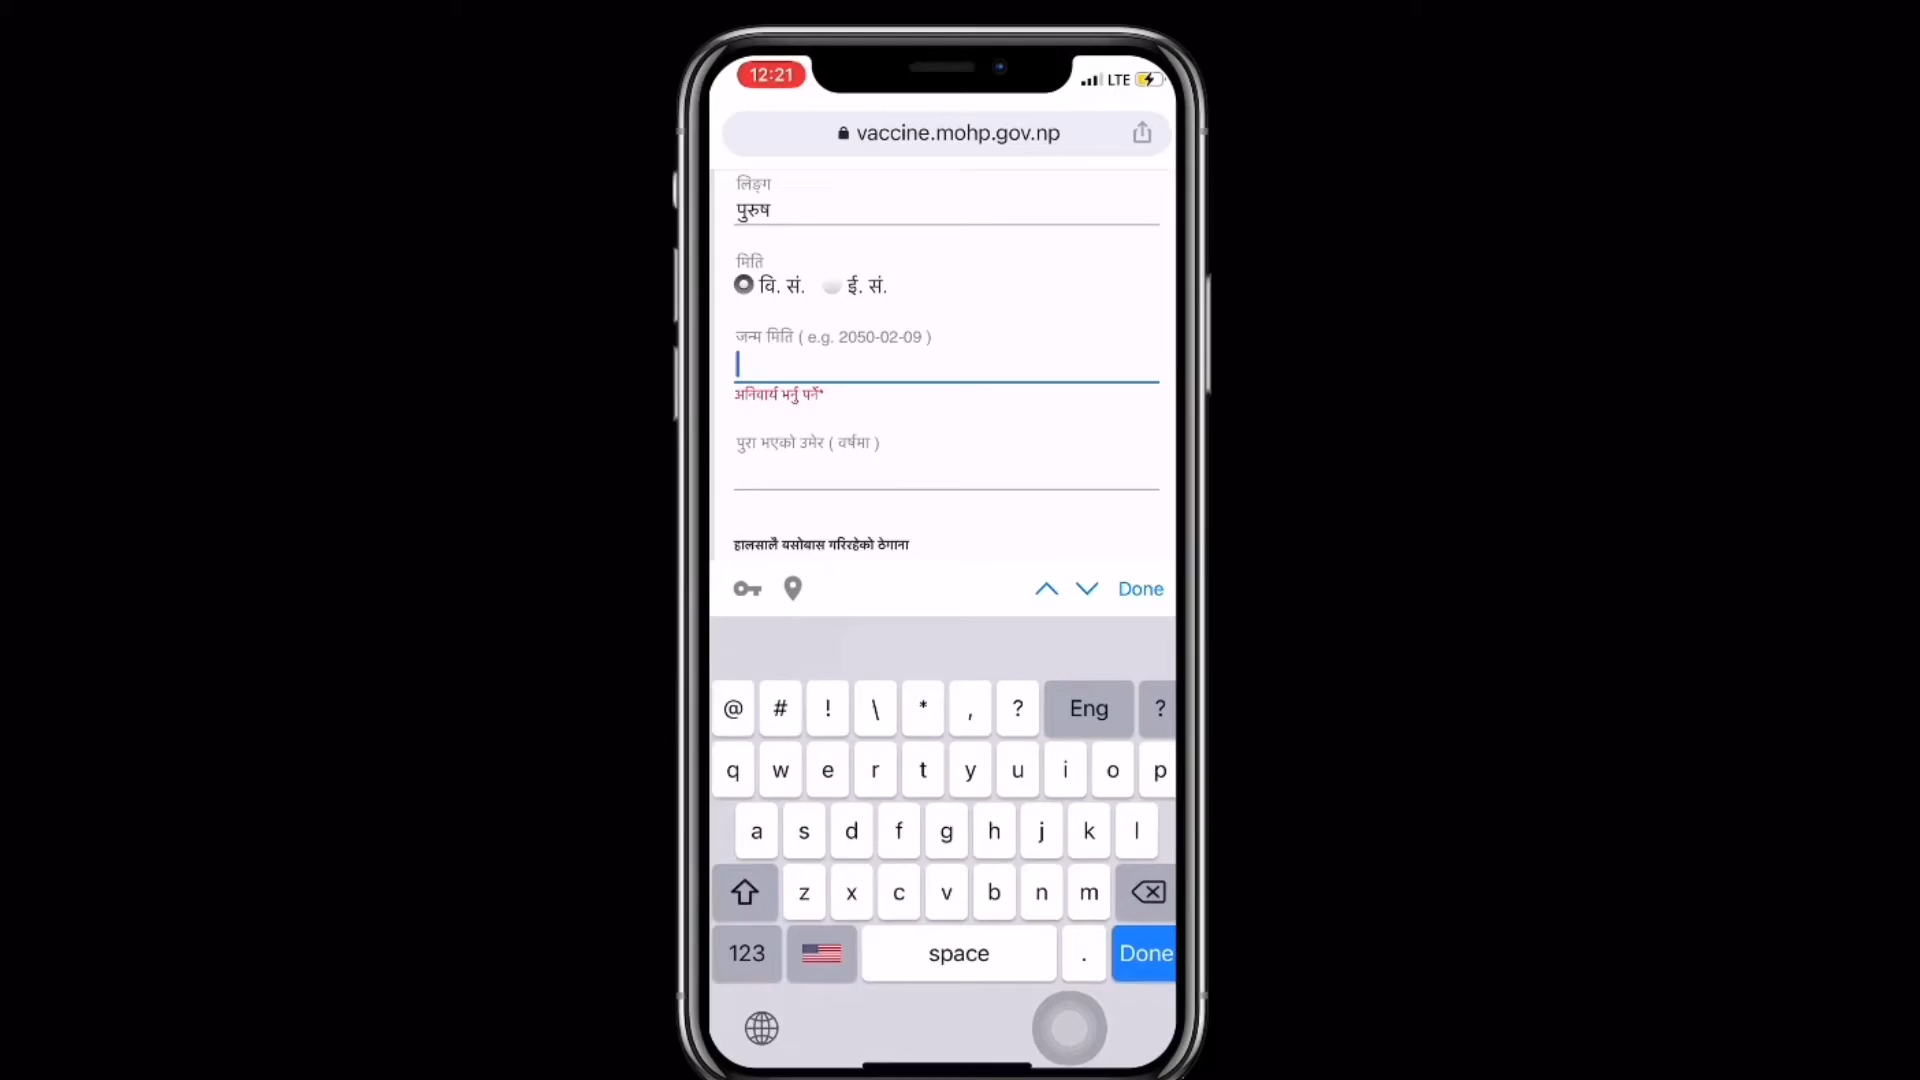 12:21
LTE
vaccine.mohp.gov.np
लिङ्ग
पुरुष
मिति
वि. सं. ई. सं.
जन्म मिति ( e.g. 2050-02-09 )
अनिवार्य भर्नु पर्ने*
पुरा भएको उमेर ( वर्षमा )
हालसालै बसोबास गरिरहेको ठेगाना
Done
@ # ! \ * , ? Eng ?
q w e r t y u i o p
a s d f g h j k l
z x c v b n m
123 space . Done